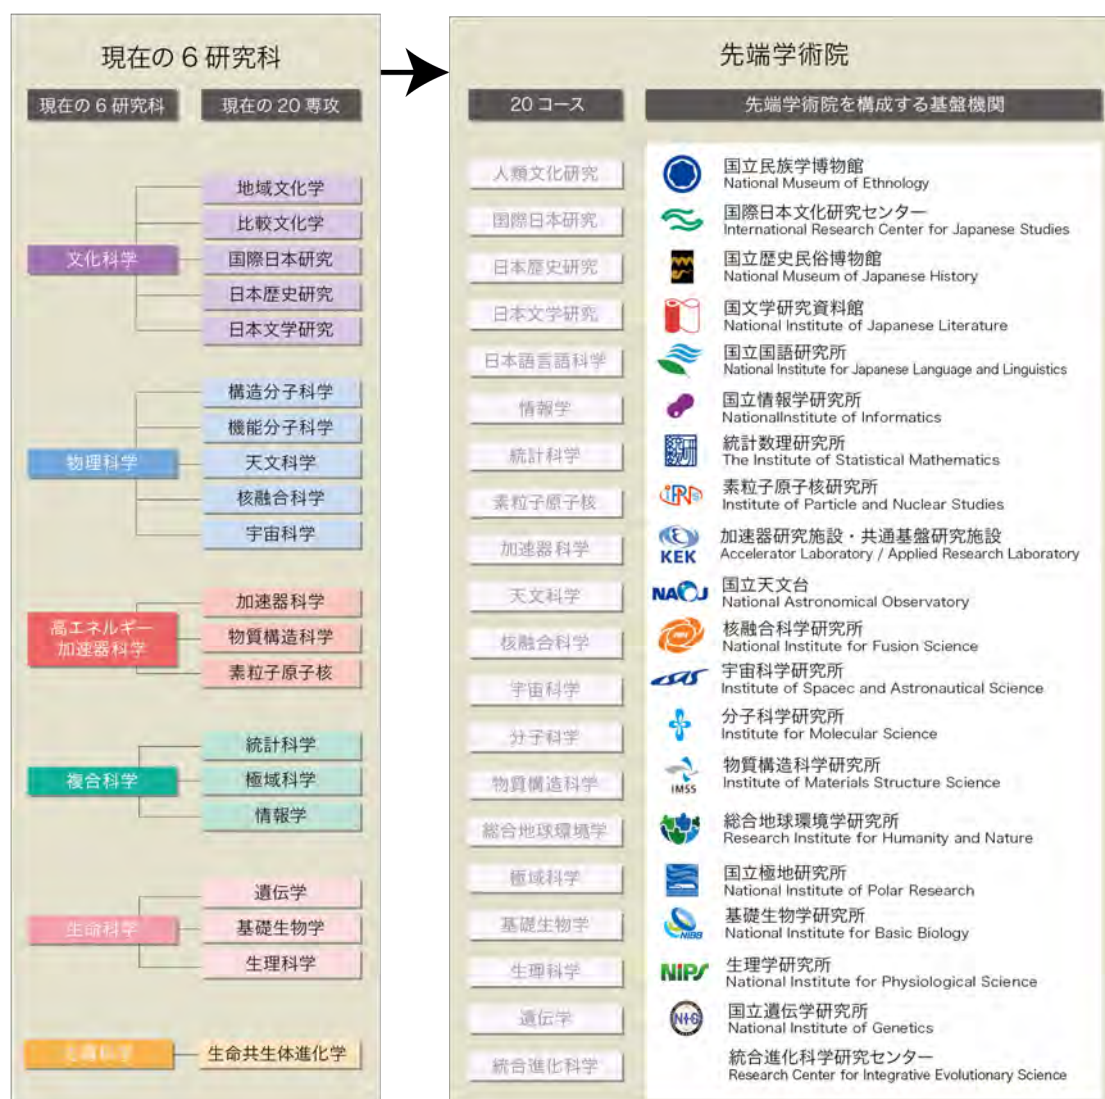 現在の6研究科
現在の6研究科
現在の20専攻
文化科学
地域文化学
比較文化学
国際日本研究
日本歴史研究
日本文学研究
物理科学
構造分子科学
機能分子科学
天文科学
核融合科学
宇宙科学
高エネルギー
加速器科学
加速器科学
物質構造科学
素粒子原子核
複合科学
統計科学
極域科学
情報学
生命科学
遺伝学
基礎生物学
生理科学
生命共生体進化学
先端学術院
20コース
先端学術院を構成する基盤機関
人類文化研究
国立民族学博物館
National Museum of Ethnology
国際日本研究
国際日本文化研究センター
International Research Center for Japanese Studies
日本歴史研究
国立歴史民俗博物館
National Museum of Japanese History
日本文学研究
国文学研究資料館
National Institute of Japanese Literature
日本語言語科学
国立国語研究所
National Institute for Japanese Language and Linguistics
情報学
国立情報学研究所
NationalInstitute of Informatics
統計科学
統計数理研究所
The Institute of Statistical Mathematics
素粒子原子核
素粒子原子核研究所
Institute of Particle and Nuclear Studies
加速器科学
KEK
加速器研究施設・共通基盤研究施設
Accelerator Laboratory / Applied Research Laboratory
天文科学
NAOJ
国立天文台
National Astronomical Observatory
核融合科学
核融合科学研究所
National Institute for Fusion Science
宇宙科学
宇宙科学研究所
Institute of Spacec and Astronautical Science
分子科学
分子科学研究所
Institute for Molecular Science
物質構造科学
IMSS
物質構造科学研究所
Institute of Materials Structure Science
総合地球環境学
総合地球環境学研究所
Research Institute for Humanity and Nature
極域科学
国立極地研究所
National Institute of Polar Research
基礎生物学
NIBB
基礎生物学研究所
National Institute for Basic Biology
生理科学
NIPS
生理学研究所
National Institute for Physiological Science
遺伝学
NIG
国立遺伝学研究所
National Institute of Genetics
統合進化科学
統合進化科学研究センター
Research Center for Integrative Evolutionary Science